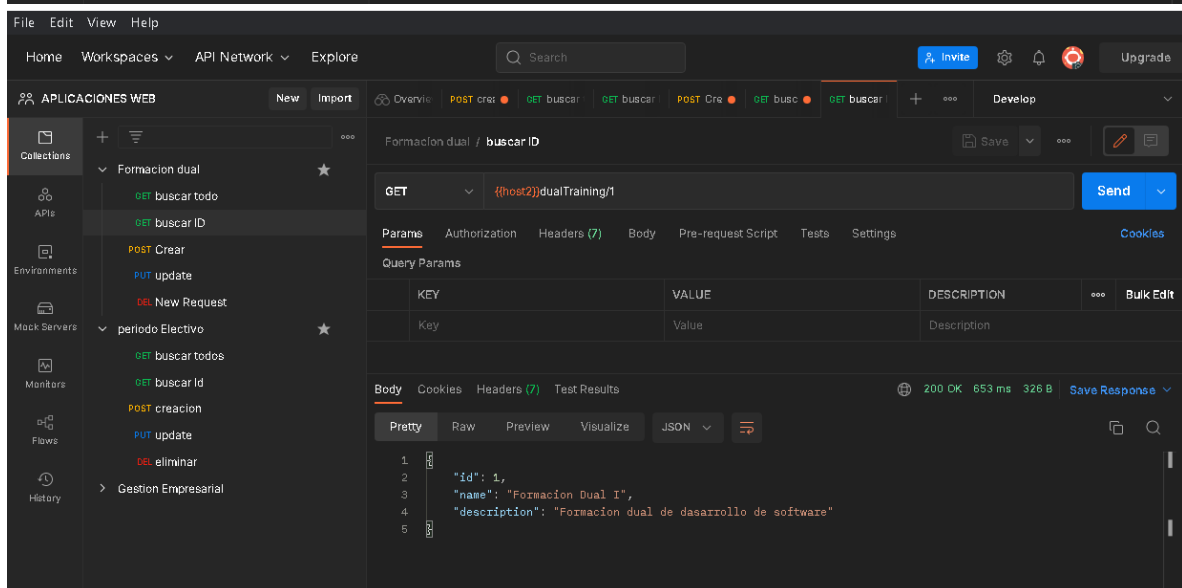 File Edit View Help
Home Workspaces API Network Explore Search Invite Upgrade
APLICACIONES WEB New Import Overvie POST crea GET buscar GET buscar POST Cre GET busc GET buscar Develop
Collections
APIs
Environments
Mock Servers
Monitors
Flows
History
Formacion dual
GET buscar todo
GET buscar ID
POST Crear
PUT update
DEL New Request
periodo Electivo
GET buscar todos
GET buscar Id
POST creacion
PUT update
DEL eliminar
Gestion Empresarial
Formacion dual / buscar ID Save
GET {{host2}}dualTraining/1 Send
Params Authorization Headers (7) Body Pre-request Script Tests Settings Cookies
Query Params
KEY VALUE DESCRIPTION Bulk Edit
Key Value Description
Body Cookies Headers (7) Test Results 200 OK 653 ms 326 B Save Response
Pretty Raw Preview Visualize JSON
1 {
2 "id": 1,
3 "name": "Formacion Dual I",
4 "description": "Formacion dual de dasarrollo de software"
5 }